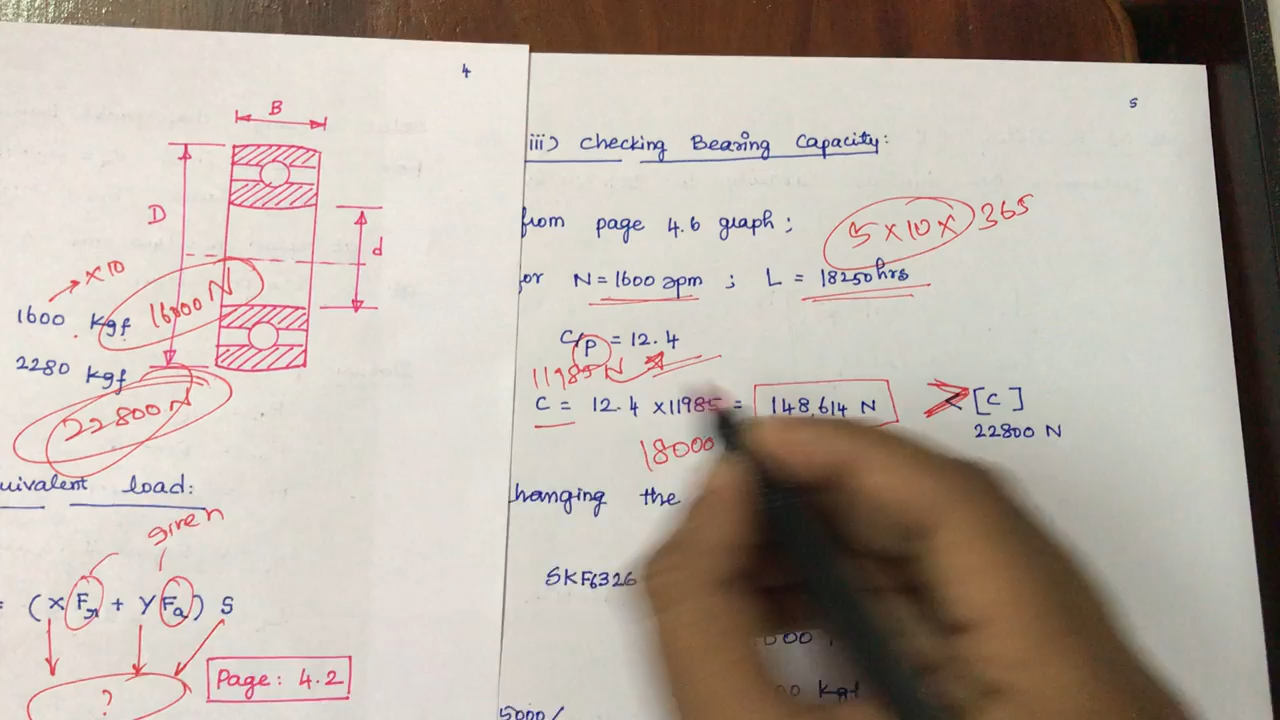 4
B
D
d
×10
1600 Kgf 16000 N
2280 Kgf
22800 N
uivalent load:
given
= (X Fr + Y Fa) S
?
Page: 4.2
5
iii) Checking Bearing Capacity:
from page 4.6 graph; 5×10× 365
or N = 1600 rpm ; L = 18250 hrs
C/P = 12.4
11985 N
C = 12.4 ×11985 = 148,614 N > [C]
18000 22800 N
hanging the
SKF6326
5000/